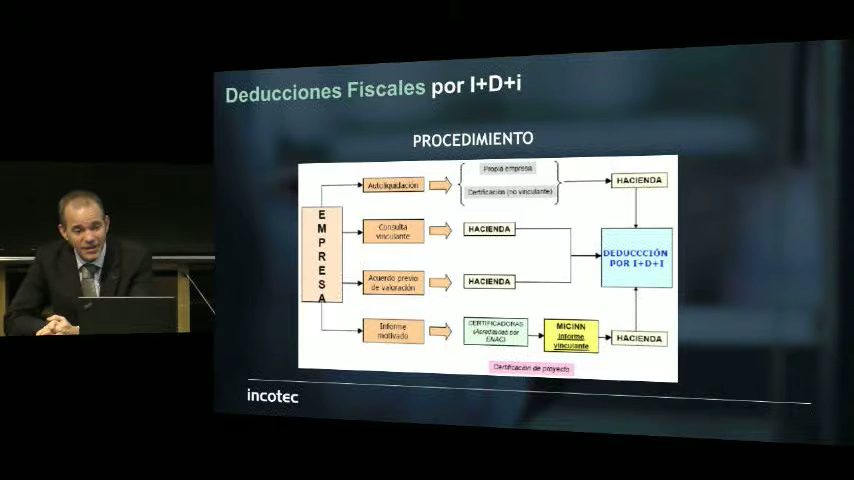 Deducciones Fiscales por I+D+i
PROCEDIMIENTO
EMPRESA
Autoliquidación
Propia empresa
Certificación (no vinculante)
HACIENDA
Consulta
vinculante
HACIENDA
DEDUCCCIÓN
POR I+D+I
Acuerdo previo
de valoración
HACIENDA
Informe
motivado
CERTIFICADORAS
(Acreditadas por
ENAC)
MICINN
Informe
vinculante
HACIENDA
Certificación de proyecto
incotec